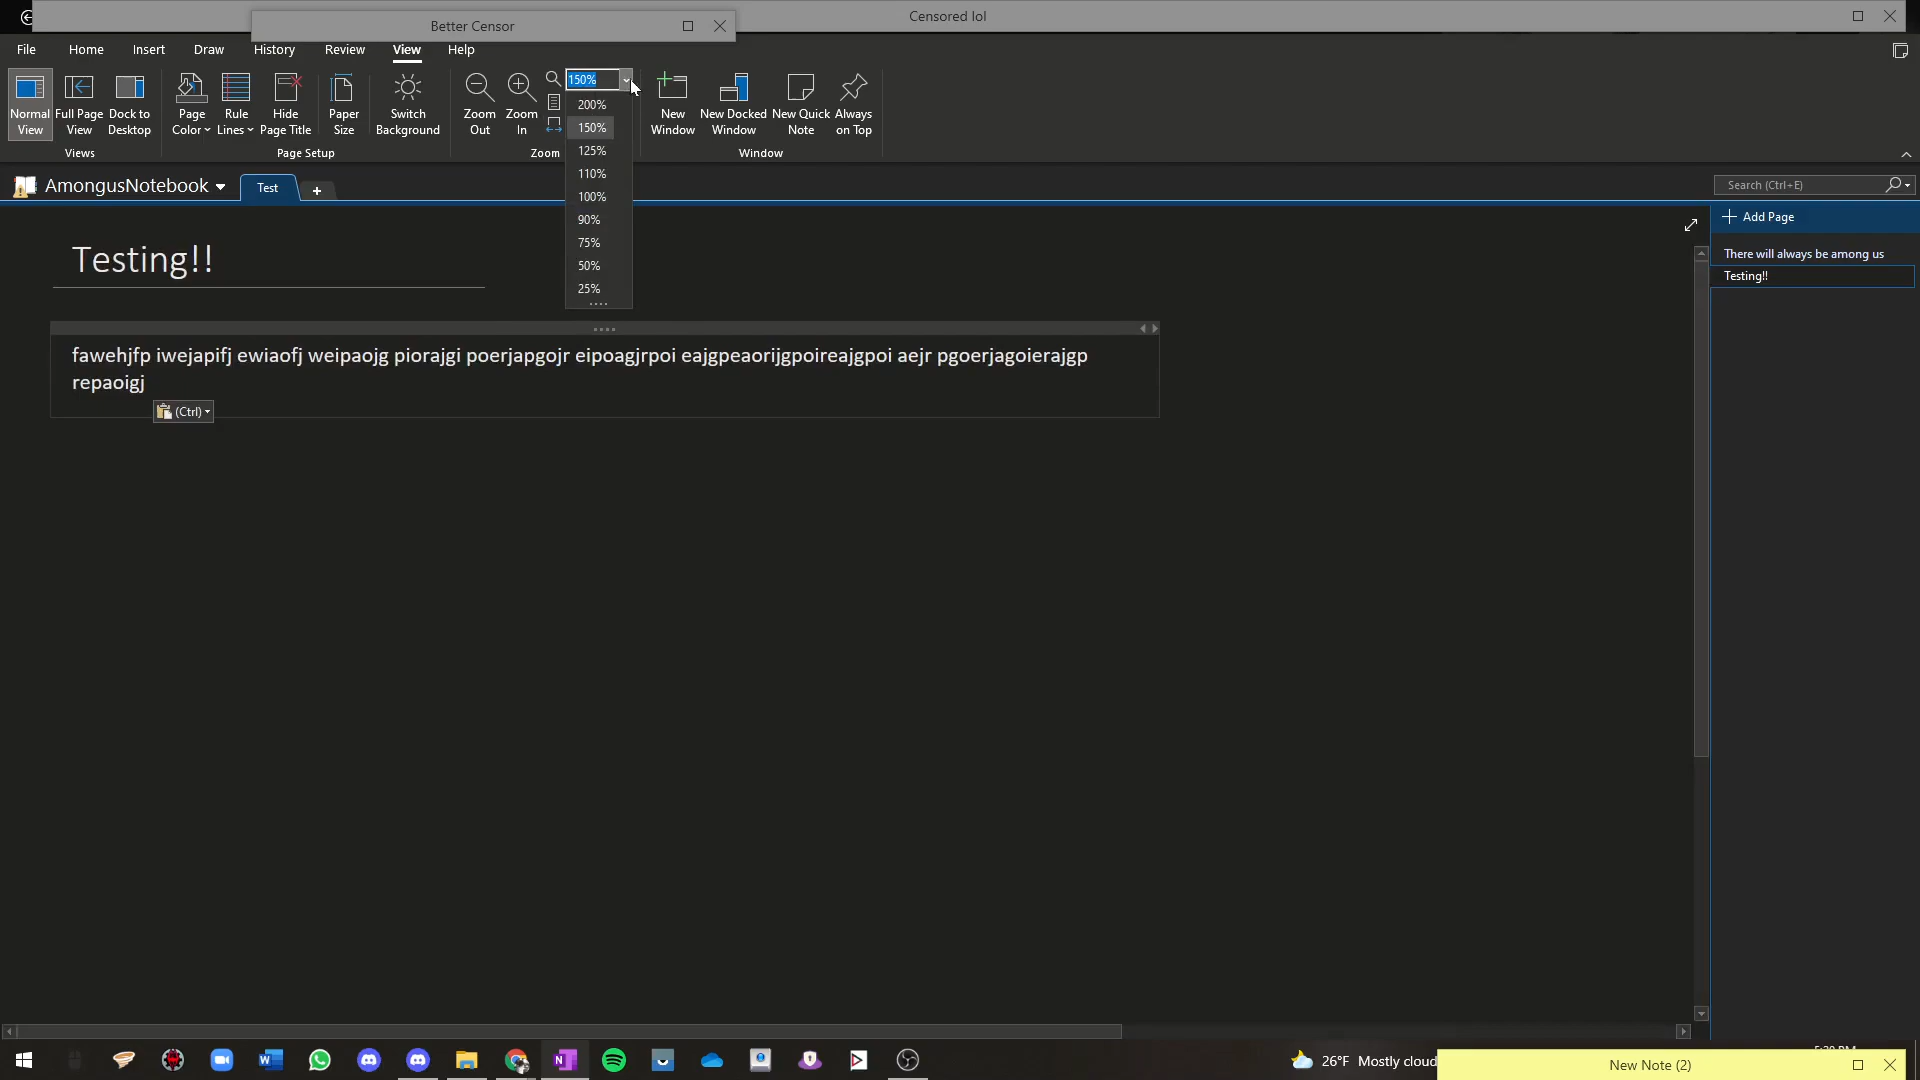 Better Censor
Censored lol
File Home Insert Draw History Review View Help
Normal View
Full Page View
Dock to Desktop
Views
Page Color
Rule Lines
Hide Page Title
Paper Size
Page Setup
Switch Background
Zoom Out
Zoom In
150%
200%
150%
125%
110%
100%
90%
75%
50%
25%
Zoom
New Window
New Docked Window
New Quick Note
Always on Top
Window
AmongusNotebook
Test
Search (Ctrl+E)
Add Page
There will always be among us
Testing!!
Testing!!
fawehjfp iwejapifj ewiaofj weipaojg piorajgi poerjapgojr eipoagjrpoi eajgpeaorijgpoireajgpoi aejr pgoerjagoierajgp
repaoigj
(Ctrl)
26°F Mostly cloud
New Note (2)